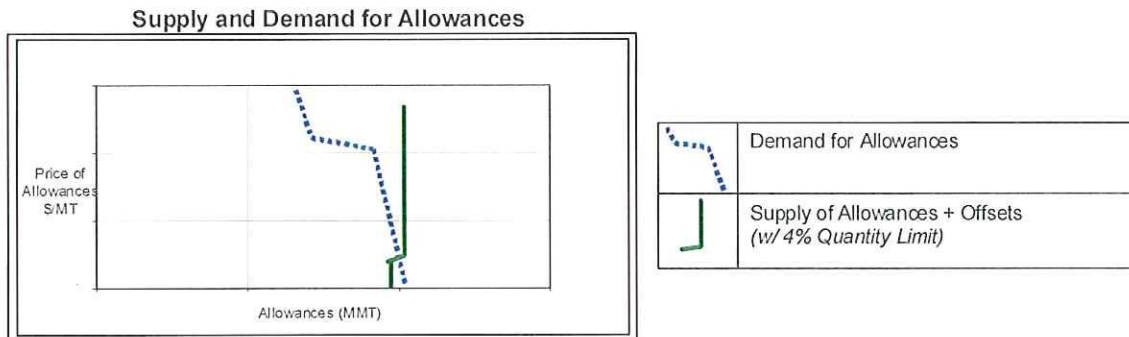 Supply and Demand for Allowances
Price of
Allowances
$/MT
Allowances (MMT)
Demand for Allowances
Supply of Allowances + Offsets
(w/ 4% Quantity Limit)